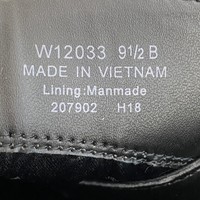 W12033 9½ B
MADE IN VIETNAM
Lining:Manmade
207902 H18